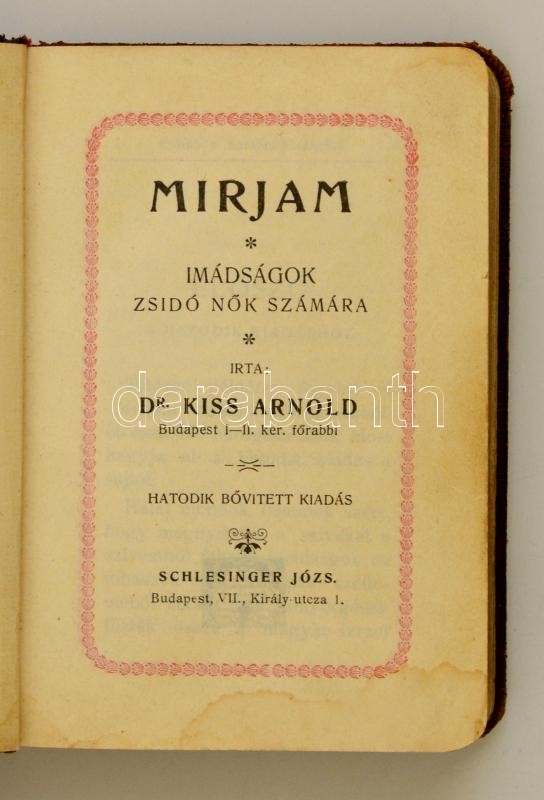 MIRJAM
*
IMÁDSÁGOK
ZSIDÓ NŐK SZÁMÁRA
*
IRTA:
DR. KISS ARNOLD
darabanth
Budapest I—II. ker. főrabbi
HATODIK BŐVITETT KIADÁS
SCHLESINGER JÓZS.
Budapest, VII., Király-utcza 1.